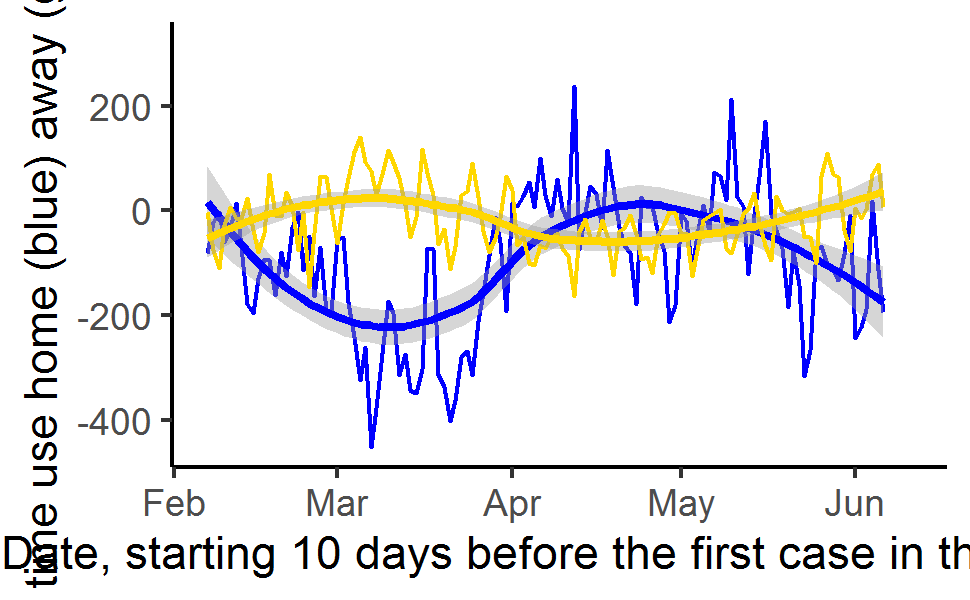 time use home (blue) away (
200
0
-200
-400
Feb Mar Apr May Jun
Date, starting 10 days before the first case in th